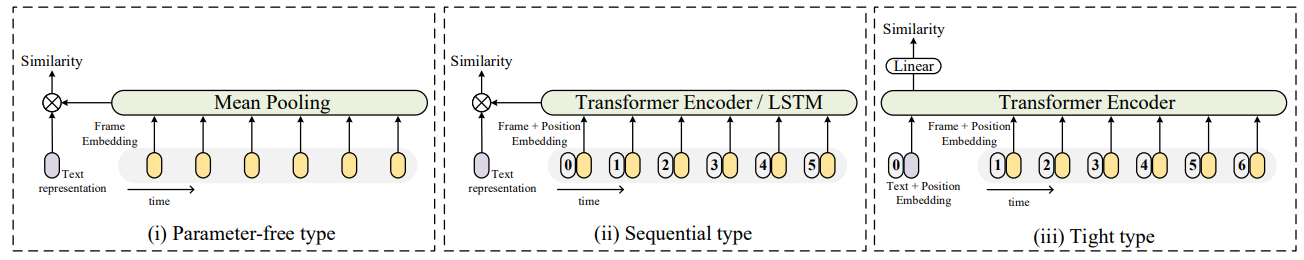 Similarity
Mean Pooling
Frame
Embedding
Text
representation
time
(i) Parameter-free type
Similarity
Transformer Encoder / LSTM
Frame + Position
Embedding
0 1 2 3 4 5
Text
representation
time
(ii) Sequential type
Similarity
Linear
Transformer Encoder
Frame + Position
Embedding
0 1 2 3 4 5 6
Text + Position
Embedding
time
(iii) Tight type